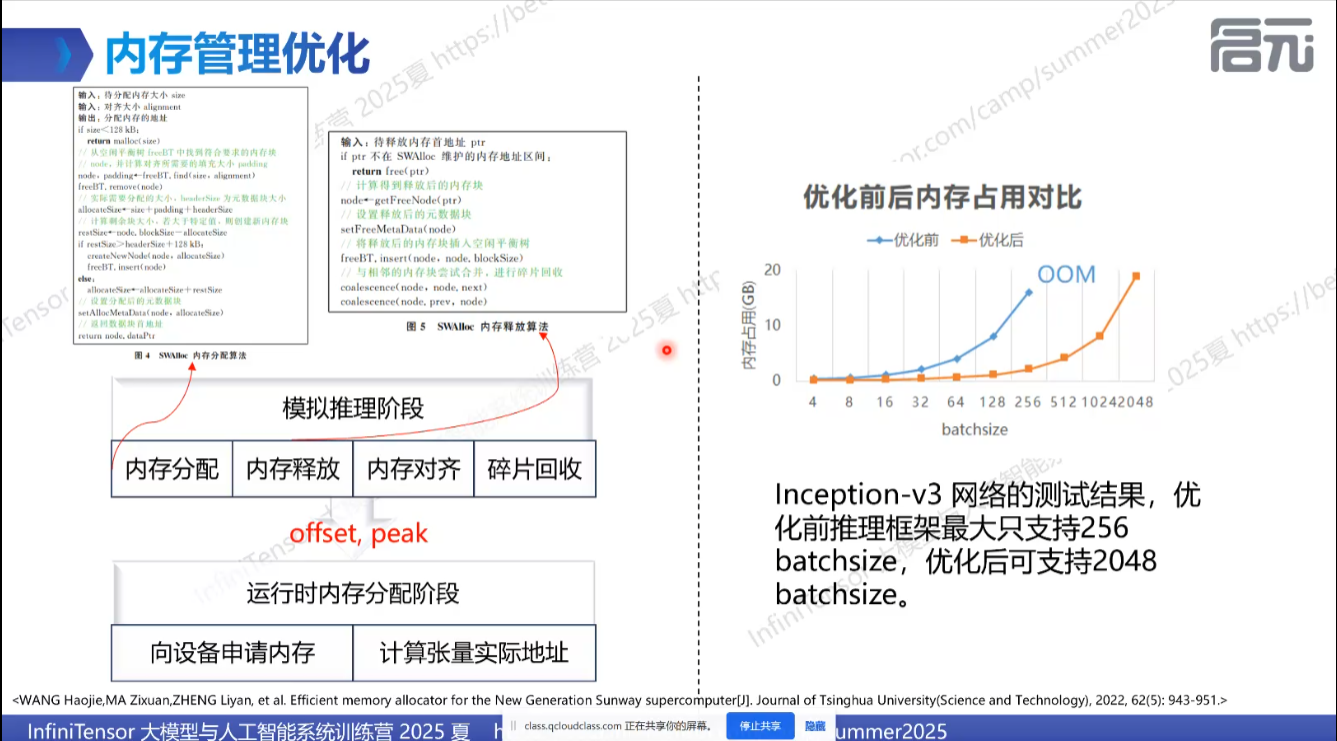 内存管理优化
启元
输入：待分配内存大小 size
输入：对齐大小 alignment
输出：分配内存的地址
if size＜128 kB：
return malloc(size)
// 从空闲平衡树 freeBT 中找到符合要求的内存块
// node，并计算对齐所需要的填充大小 padding
node，padding←freeBT. find(size，alignment)
freeBT. remove(node)
// 实际需要分配的大小，headerSize 为元数据块大小
allocateSize←size＋padding＋headerSize
// 计算剩余块大小，若大于特定值，则创建新内存块
restSize←node. blockSize－allocateSize
if restSize＞headerSize＋128 kB：
createNewNode(node，allocateSize)
freeBT. insert(node)
else：
allocateSize←allocateSize＋restSize
// 设置分配后的元数据块
setAllocMetaData(node，allocateSize)
// 返回数据块首地址
return node. dataPtr
图 4 SWAlloc 内存分配算法
输入：待释放内存首地址 ptr
if ptr 不在 SWAlloc 维护的内存地址区间：
return free(ptr)
// 计算得到释放后的内存块
node←getFreeNode(ptr)
// 设置释放后的元数据块
setFreeMetaData(node)
// 将释放后的内存块插入空闲平衡树
freeBT. insert(node，node. blockSize)
// 与相邻的内存块尝试合并，进行碎片回收
coalescence(node，node. next)
coalescence(node. prev，node)
图 5 SWAlloc 内存释放算法
模拟推理阶段
内存分配 内存释放 内存对齐 碎片回收
offset, peak
运行时内存分配阶段
向设备申请内存 计算张量实际地址
优化前后内存占用对比
优化前 优化后
OOM
内存占用(GB)
20
10
0
4 8 16 32 64 128 256 512 1024 2048
batchsize
Inception-v3 网络的测试结果，优
化前推理框架最大只支持256
batchsize，优化后可支持2048
batchsize。
<WANG Haojie,MA Zixuan,ZHENG Liyan, et al. Efficient memory allocator for the New Generation Sunway supercomputer[J]. Journal of Tsinghua University(Science and Technology), 2022, 62(5): 943-951.>
InfiniTensor 大模型与人工智能系统训练营 2025 夏 h
class.qcloudclass.com 正在共享你的屏幕。 停止共享 隐藏
ummer2025